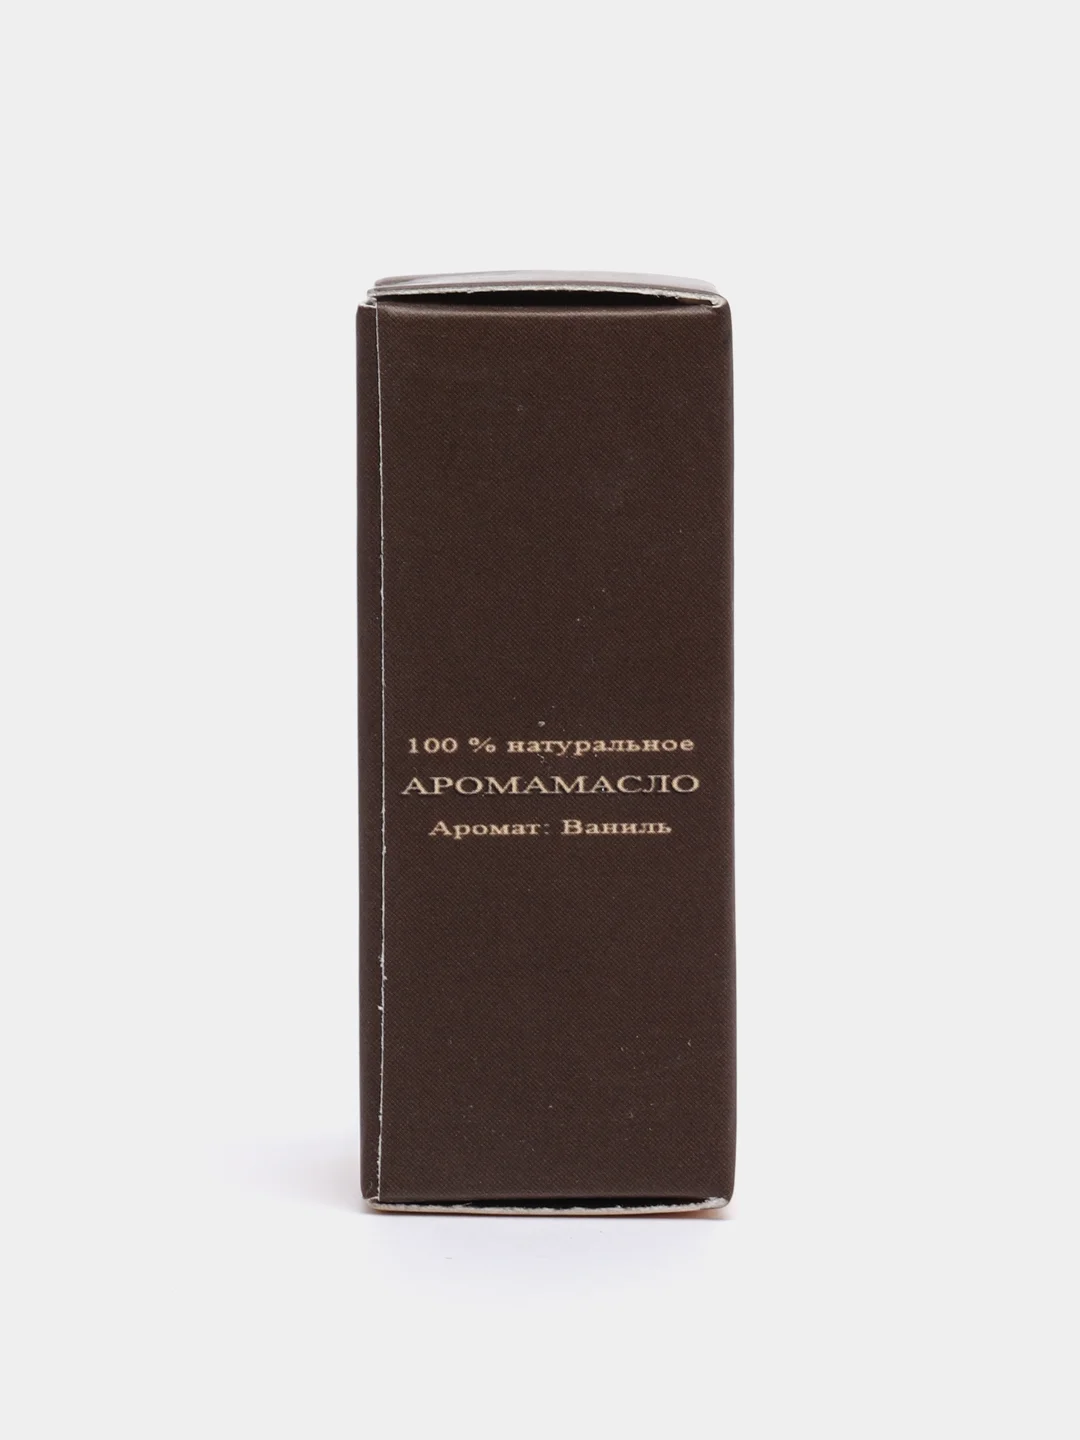 100 % натуральное
АРОМАМАСЛО
Аромат: Ваниль